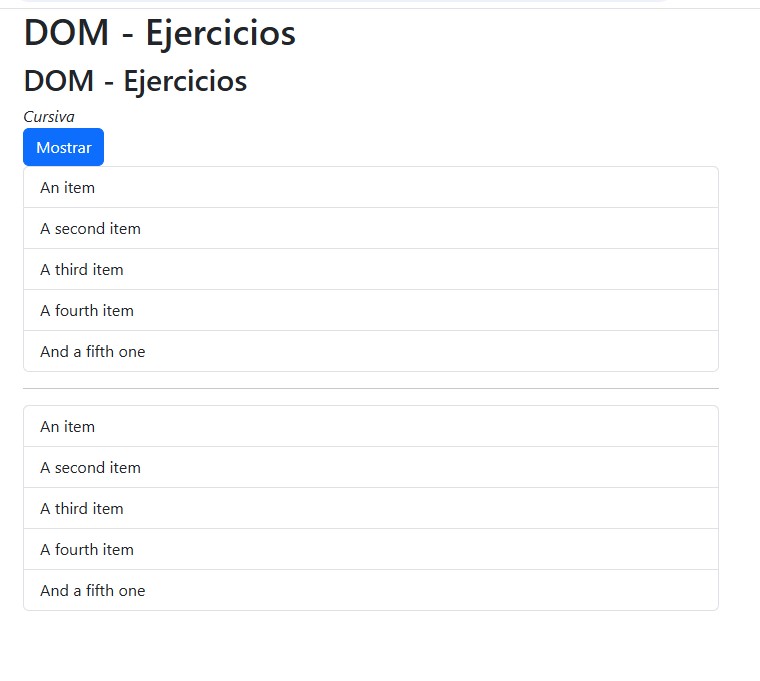 DOM - Ejercicios
DOM - Ejercicios
Cursiva
Mostrar
An item
A second item
A third item
A fourth item
And a fifth one
An item
A second item
A third item
A fourth item
And a fifth one